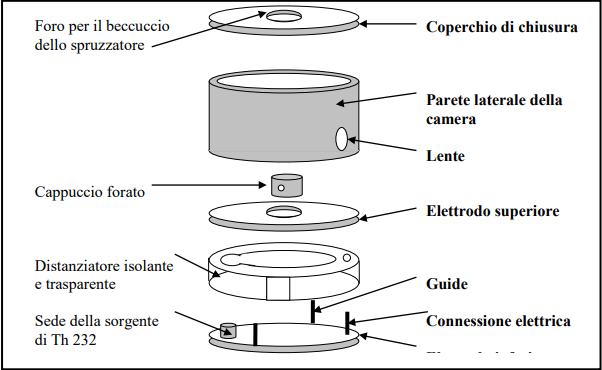 Foro per il beccuccio
dello spruzzatore
Coperchio di chiusura
Parete laterale della
camera
Lente
Cappuccio forato
Elettrodo superiore
Distanziatore isolante
e trasparente
Guide
Sede della sorgente
di Th 232
Connessione elettrica